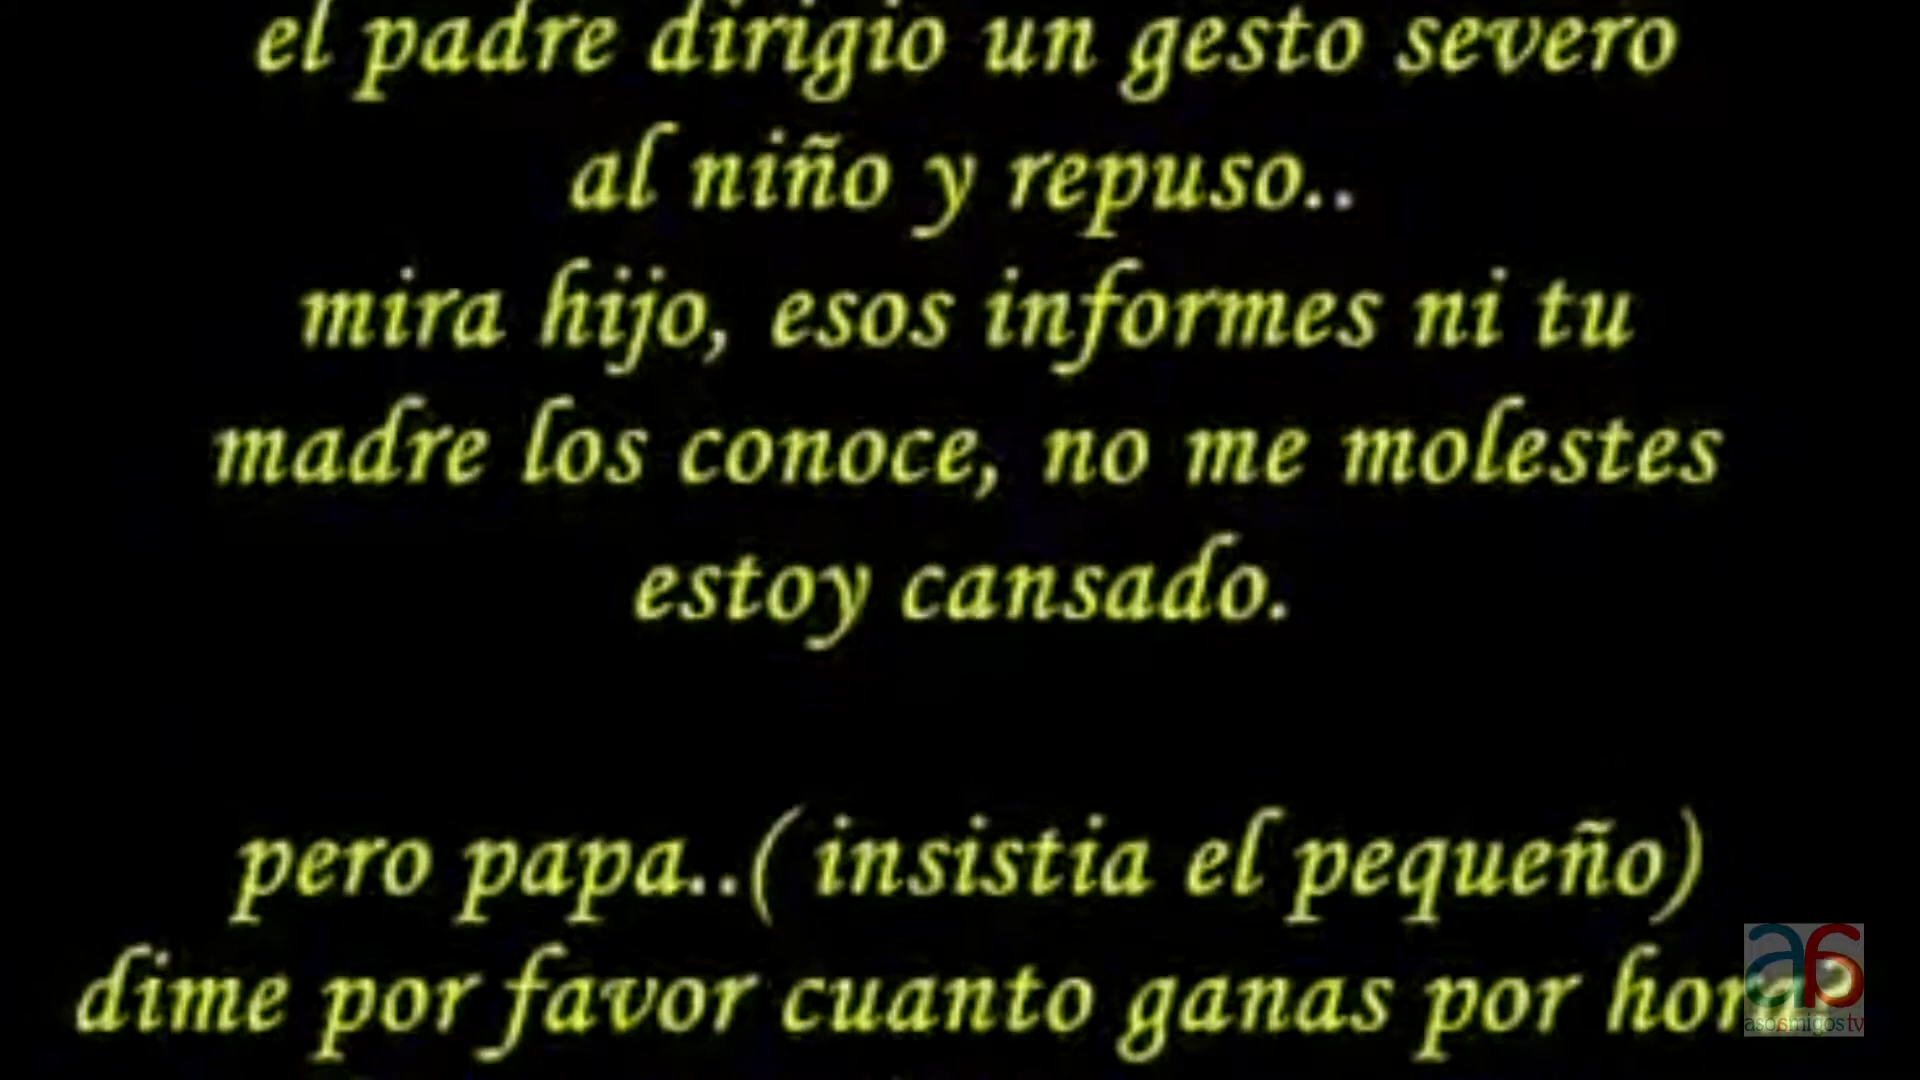 el padre dirigio un gesto severo
al niño y repuso..
mira hijo, esos informes ni tu
madre los conoce, no me molestes
estoy cansado.
pero papa..( insistia el pequeño)
dime por favor cuanto ganas por